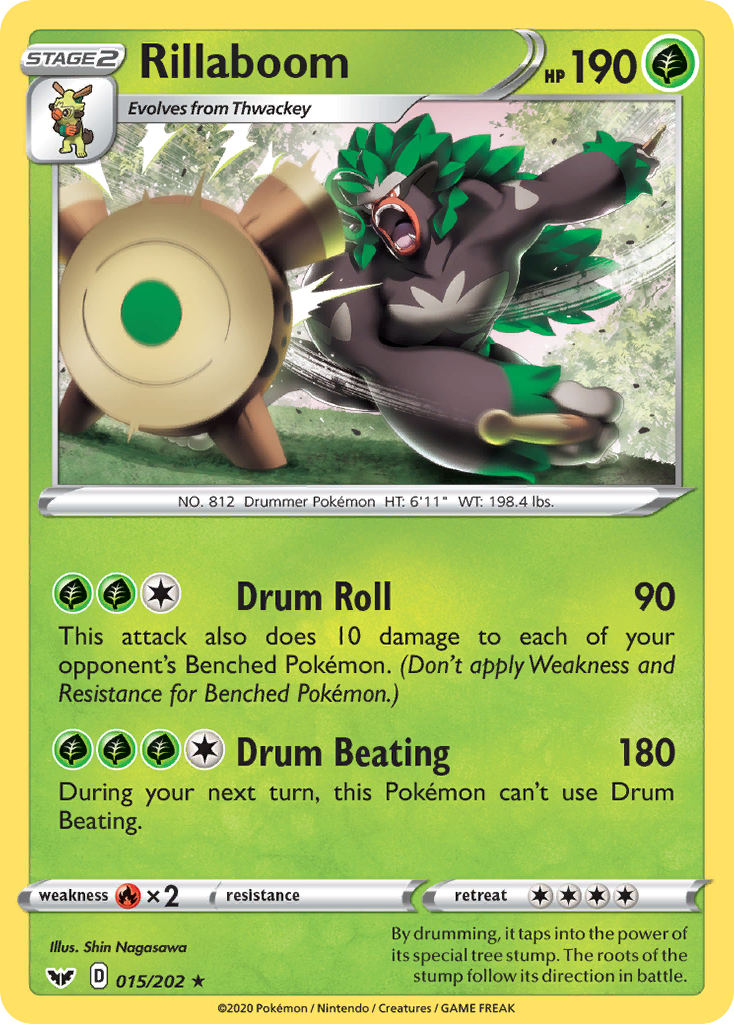 STAGE 2
Rillaboom
HP 190
Evolves from Thwackey
NO. 812 Drummer Pokémon HT: 6'11" WT: 198.4 lbs.
Drum Roll 90
This attack also does 10 damage to each of your
opponent's Benched Pokémon. (Don't apply Weakness and
Resistance for Benched Pokémon.)
Drum Beating 180
During your next turn, this Pokémon can't use Drum
Beating.
weakness ×2 resistance retreat
Illus. Shin Nagasawa
D 015/202 ★
By drumming, it taps into the power of
its special tree stump. The roots of the
stump follow its direction in battle.
©2020 Pokémon / Nintendo / Creatures / GAME FREAK